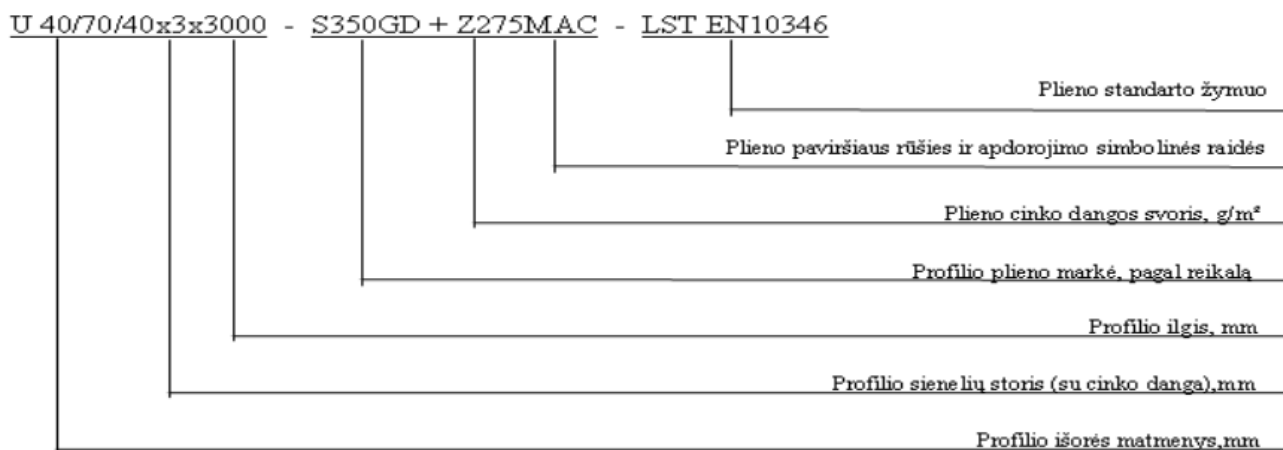 U 40/70/40x3x3000 - S350GD + Z275MAC - LST EN10346
Plieno standarto žymuo
Plieno paviršiaus rūšies ir apdorojimo simbolinės raidės
Plieno cinko dangos svoris, g/m²
Profilio plieno markė, pagal reikalą
Profilio ilgis, mm
Profilio sienelių storis (su cinko danga),mm
Profilio išorės matmenys,mm